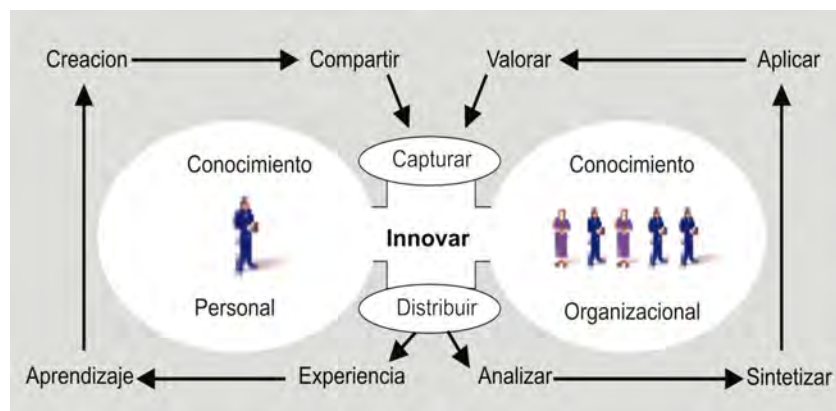 Creacion Compartir Valorar Aplicar
Conocimiento Capturar Conocimiento
Innovar
Personal Distribuir Organizacional
Aprendizaje Experiencia Analizar Sintetizar